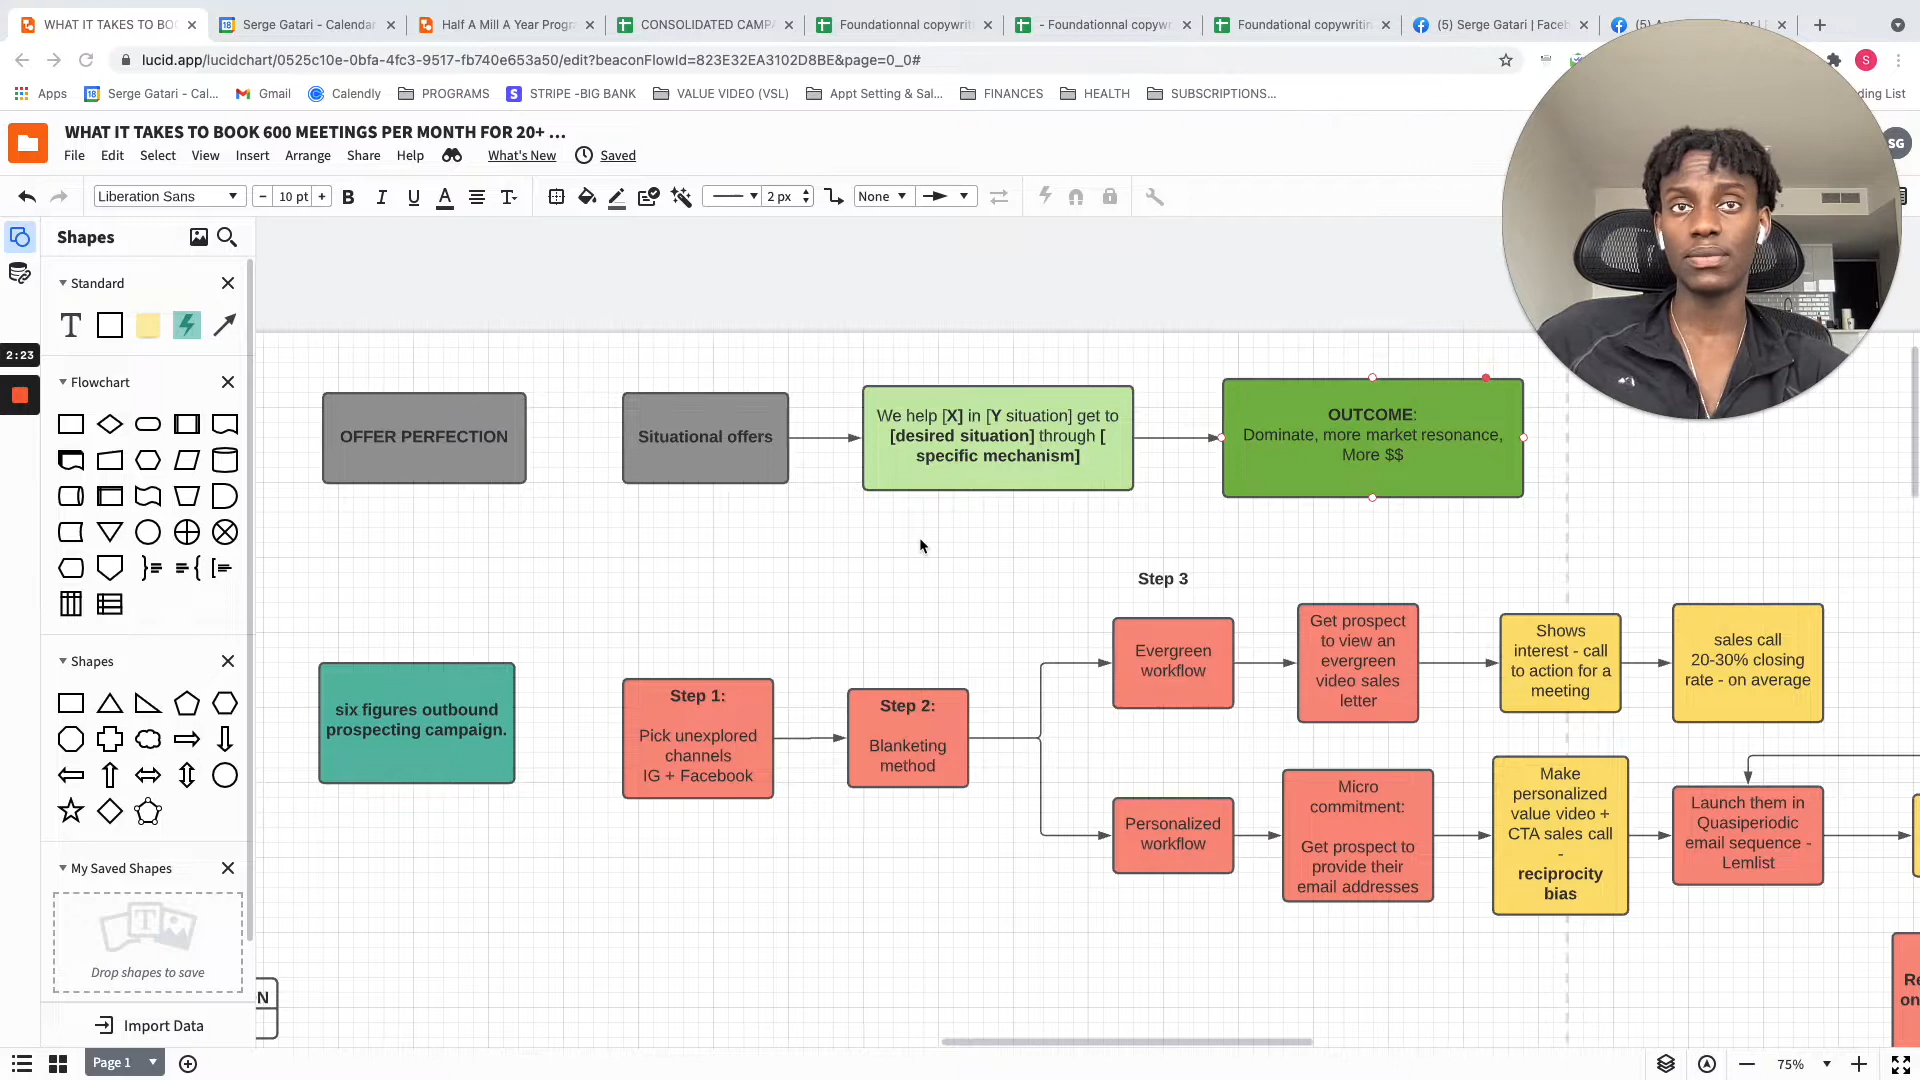 WHAT IT TAKES TO BOO
Serge Gatari - Calendar
Half A Mill A Year Progr
CONSOLIDATED CAMPA
Foundationnal copywrit
- Foundationnal copyw
Foundational copywritin
(5) Serge Gatari | Faceb
lucid.app/lucidchart/0525c10e-0bfa-4fc3-9517-fb740e653a50/edit?beaconFlowId=823E32EA3102D8BE&page=0_0#
S
Apps
Serge Gatari - Cal...
Gmail
Calendly
PROGRAMS
STRIPE -BIG BANK
VALUE VIDEO (VSL)
Appt Setting & Sal...
FINANCES
HEALTH
SUBSCRIPTIONS...
ding List
WHAT IT TAKES TO BOOK 600 MEETINGS PER MONTH FOR 20+ ...
File
Edit
Select
View
Insert
Arrange
Share
Help
What's New
Saved
SG
Liberation Sans
10 pt
2 px
None
Shapes
Standard
2:23
Flowchart
Shapes
My Saved Shapes
Drop shapes to save
Import Data
Page 1
75%
OFFER PERFECTION
Situational offers
We help [X] in [Y situation] get to
[desired situation] through [
specific mechanism]
OUTCOME:
Dominate, more market resonance,
More $$
Step 3
six figures outbound
prospecting campaign.
Step 1:
Pick unexplored
channels
IG + Facebook
Step 2:
Blanketing
method
Evergreen
workflow
Get prospect
to view an
evergreen
video sales
letter
Shows
interest - call
to action for a
meeting
sales call
20-30% closing
rate - on average
Personalized
workflow
Micro
commitment:
Get prospect to
provide their
email addresses
Make
personalized
value video +
CTA sales call
-
reciprocity
bias
Launch them in
Quasiperiodic
email sequence -
Lemlist
N
Re
on